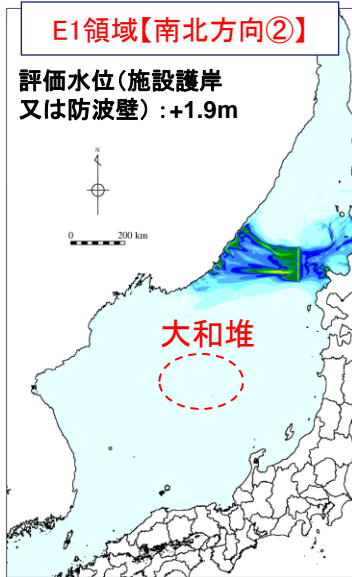 E1領域【南北方向②】
評価水位(施設護岸
又は防波壁):+1.9m
N
0 200 km
大和堆